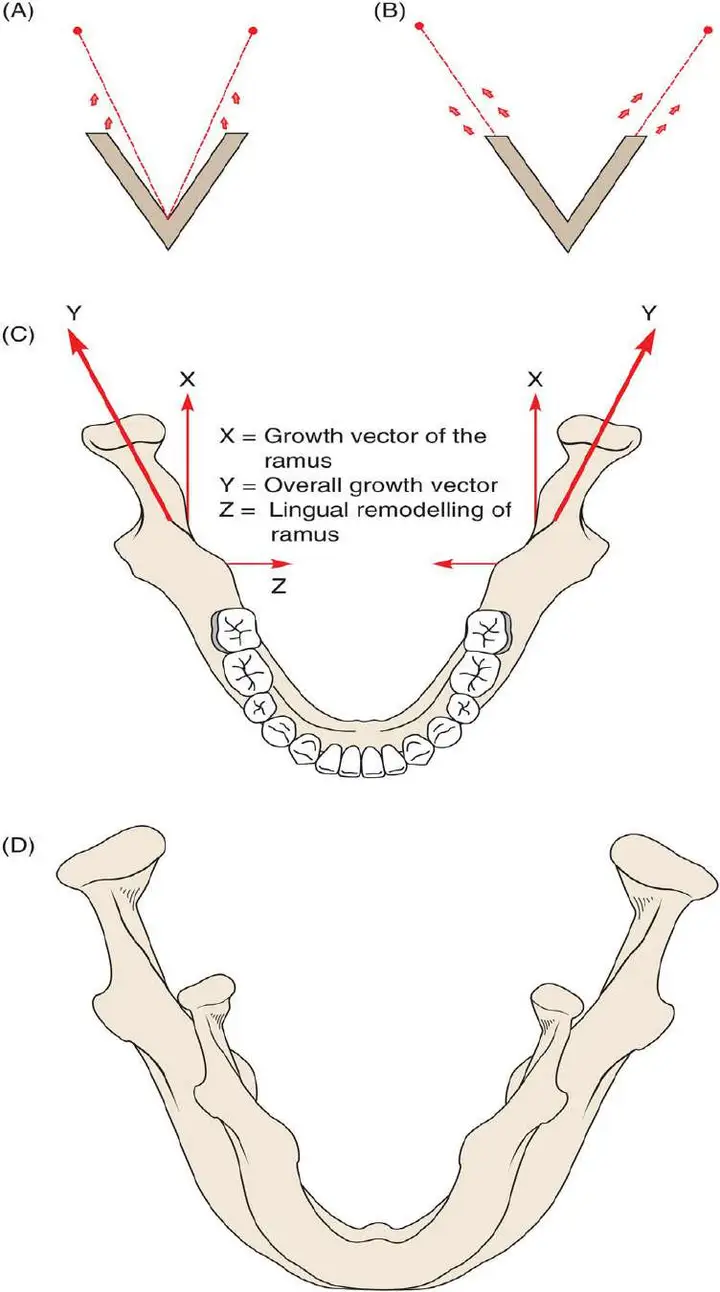 (A)
(B)
(C)
Y
Y
X
X
X = Growth vector of the
ramus
Y = Overall growth vector
Z = Lingual remodelling of
ramus
Z
(D)